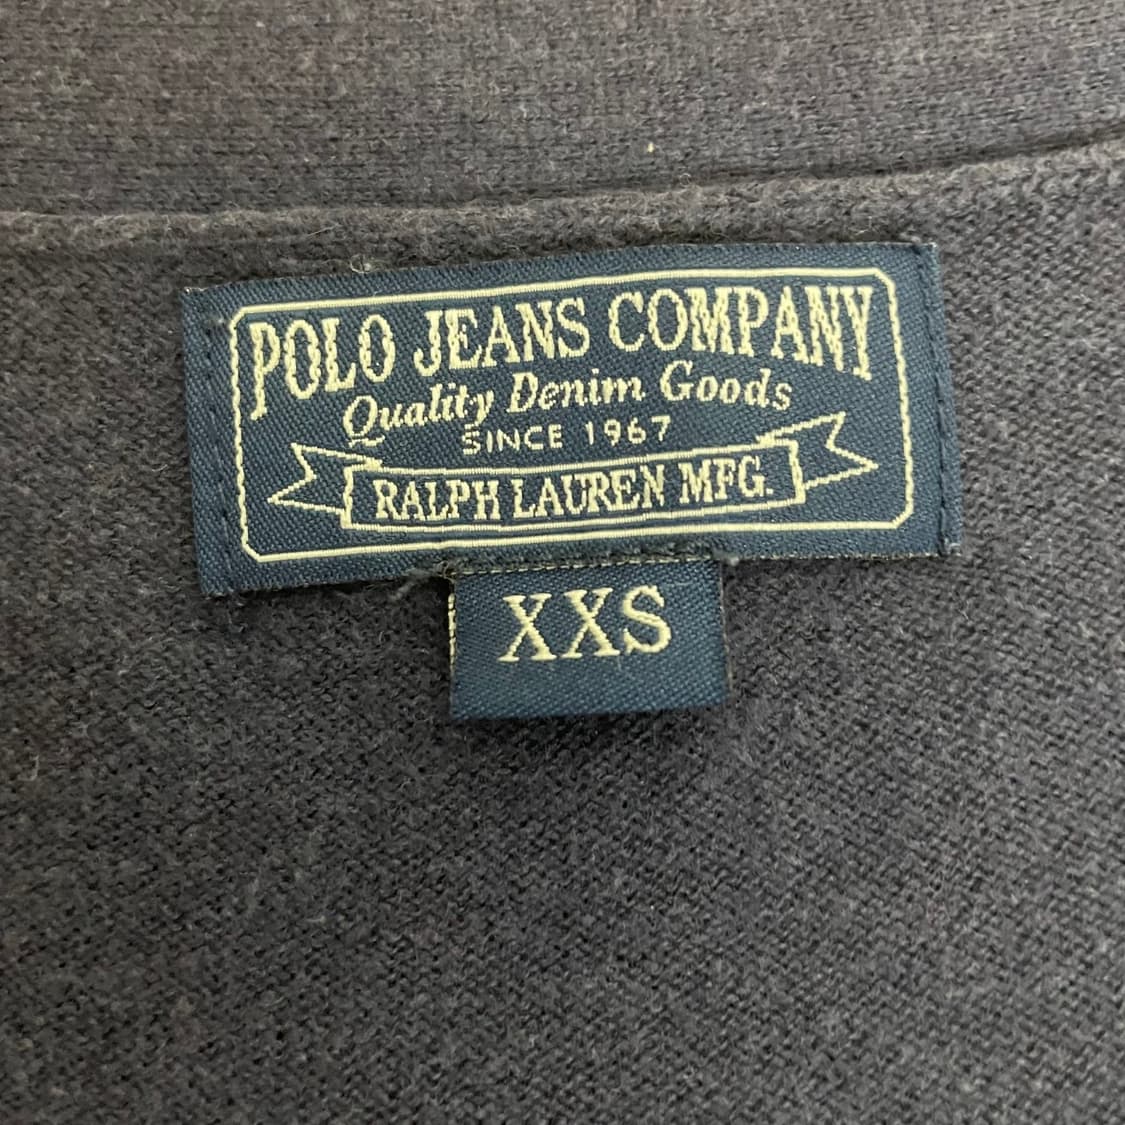 POLO JEANS COMPANY
Quality Denim Goods
SINCE 1967
RALPH LAUREN MFG.
XXS